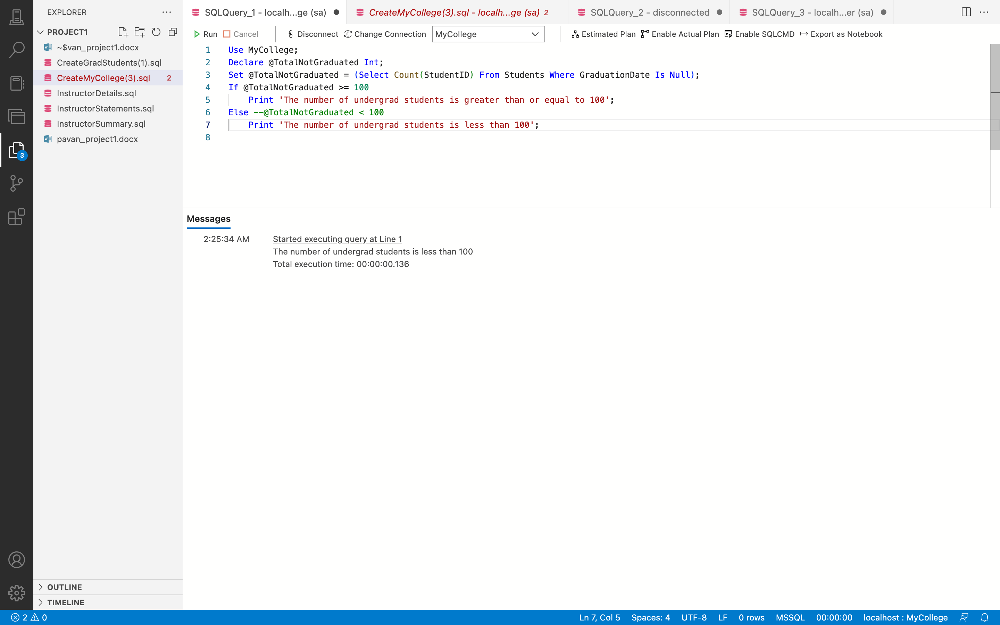 EXPLORER
PROJECT1
~$van_project1.docx
CreateGradStudents(1).sql
CreateMyCollege(3).sql 2
InstructorDetails.sql
InstructorStatements.sql
InstructorSummary.sql
pavan_project1.docx
3
OUTLINE
TIMELINE
SQLQuery_1 - localh...ge (sa)
CreateMyCollege(3).sql - localh...ge (sa) 2
SQLQuery_2 - disconnected
SQLQuery_3 - localh...er (sa)
Run Cancel Disconnect Change Connection MyCollege Estimated Plan Enable Actual Plan Enable SQLCMD Export as Notebook
1 Use MyCollege;
2 Declare @TotalNotGraduated Int;
3 Set @TotalNotGraduated = (Select Count(StudentID) From Students Where GraduationDate Is Null);
4 If @TotalNotGraduated >= 100
5 Print 'The number of undergrad students is greater than or equal to 100';
6 Else --@TotalNotGraduated < 100
7 Print 'The number of undergrad students is less than 100';
8
Messages
2:25:34 AM Started executing query at Line 1
The number of undergrad students is less than 100
Total execution time: 00:00:00.136
2 0 Ln 7, Col 5 Spaces: 4 UTF-8 LF 0 rows MSSQL 00:00:00 localhost : MyCollege